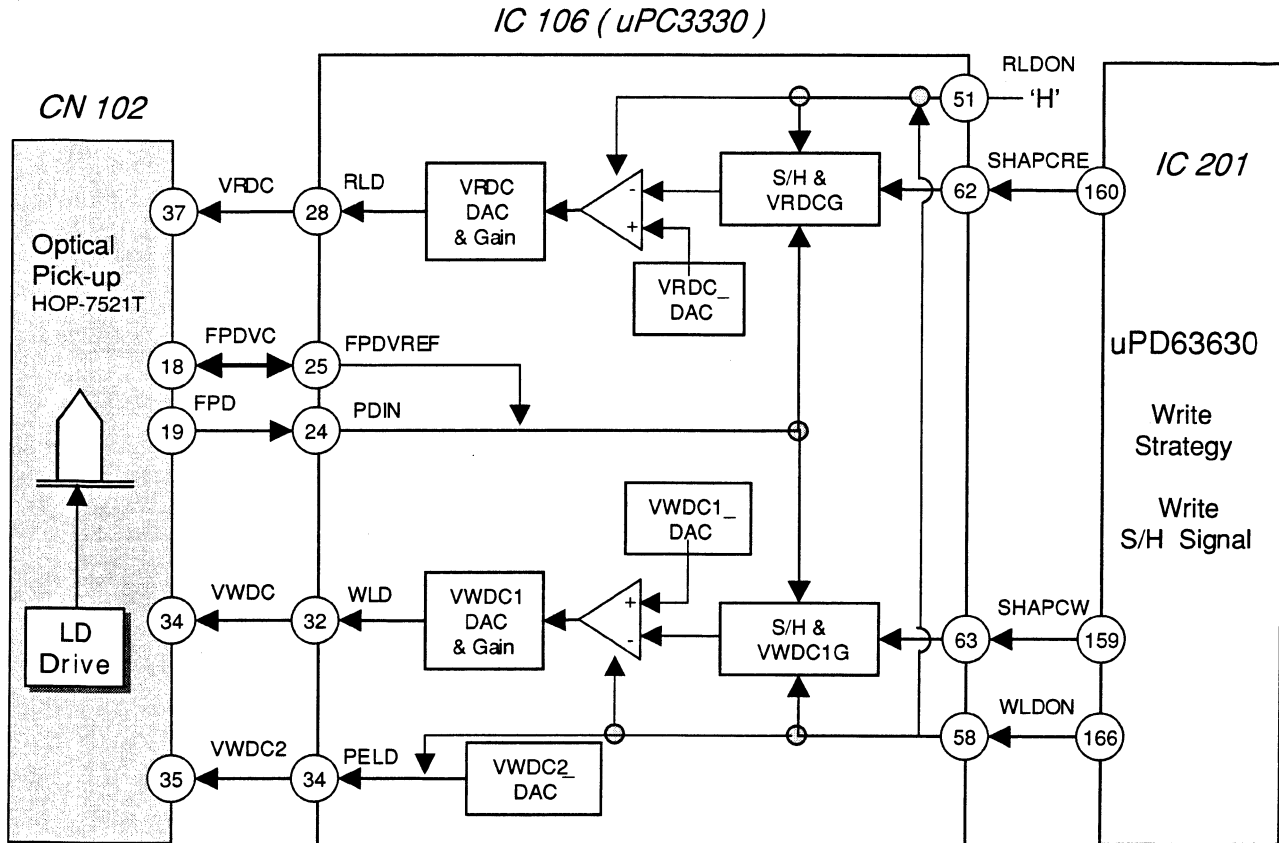 IC 106 ( uPC3330 )
CN 102
RLDON
51
'H'
SHAPCRE
IC 201
VRDC
RLD
VRDC
DAC
& Gain
-
+
S/H &
VRDCG
62
160
37
28
Optical
Pick-up
HOP-7521T
VRDC_
DAC
FPDVC
FPDVREF
18
25
uPD63630
FPD
PDIN
19
24
Write
Strategy
VWDC1_
DAC
Write
S/H Signal
VWDC
WLD
VWDC1
DAC
& Gain
+
-
S/H &
VWDC1G
SHAPCW
34
32
63
159
LD
Drive
WLDON
58
166
VWDC2
PELD
VWDC2_
DAC
35
34